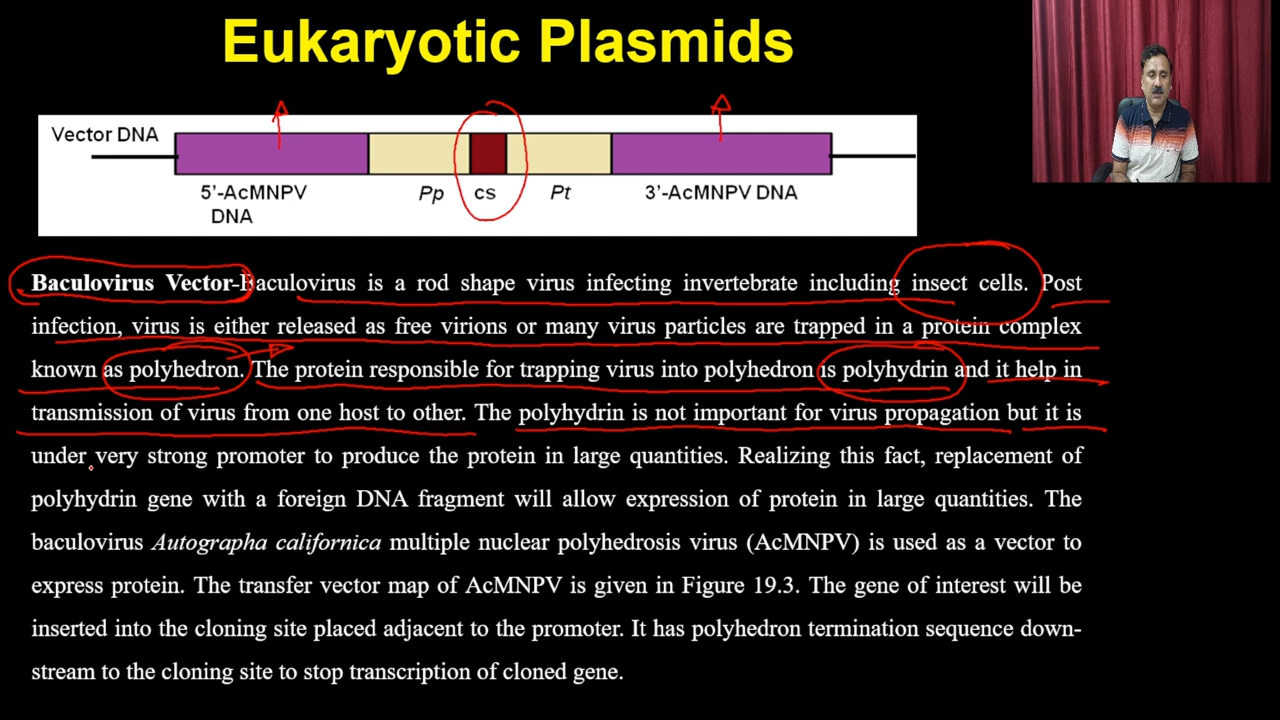 Eukaryotic Plasmids
Vector DNA
5’-AcMNPV DNA
Pp
cs
Pt
3’-AcMNPV DNA
Baculovirus Vector-Baculovirus is a rod shape virus infecting invertebrate including insect cells. Post
infection, virus is either released as free virions or many virus particles are trapped in a protein complex
known as polyhedron. The protein responsible for trapping virus into polyhedron is polyhydrin and it help in
transmission of virus from one host to other. The polyhydrin is not important for virus propagation but it is
under very strong promoter to produce the protein in large quantities. Realizing this fact, replacement of
polyhydrin gene with a foreign DNA fragment will allow expression of protein in large quantities. The
baculovirus Autographa californica multiple nuclear polyhedrosis virus (AcMNPV) is used as a vector to
express protein. The transfer vector map of AcMNPV is given in Figure 19.3. The gene of interest will be
inserted into the cloning site placed adjacent to the promoter. It has polyhedron termination sequence down-
stream to the cloning site to stop transcription of cloned gene.